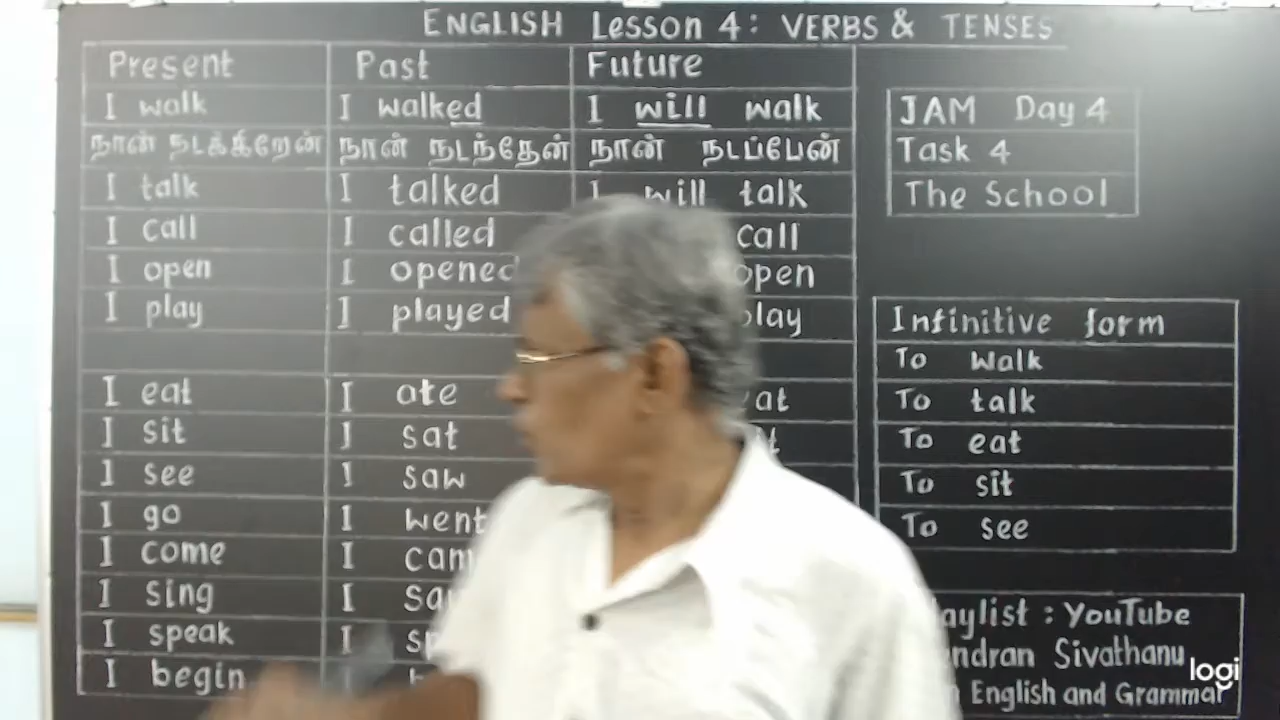 ENGLISH Lesson 4: VERBS & TENSES
Present Past Future
I walk I walked I will walk
நான் நடக்கிறேன் நான் நடந்தேன் நான் நடப்பேன்
I talk I talked I will talk
I call I called call
I open I opened open
I play I played play
I eat I ate
I sit I sat
I see I saw
I go I went
I come I
I sing I
I speak I
I begin I
JAM Day 4
Task 4
The School
Infinitive form
To walk
To talk
To eat
To sit
To see
: YouTube
Sivathanu
English and Grammar
logi